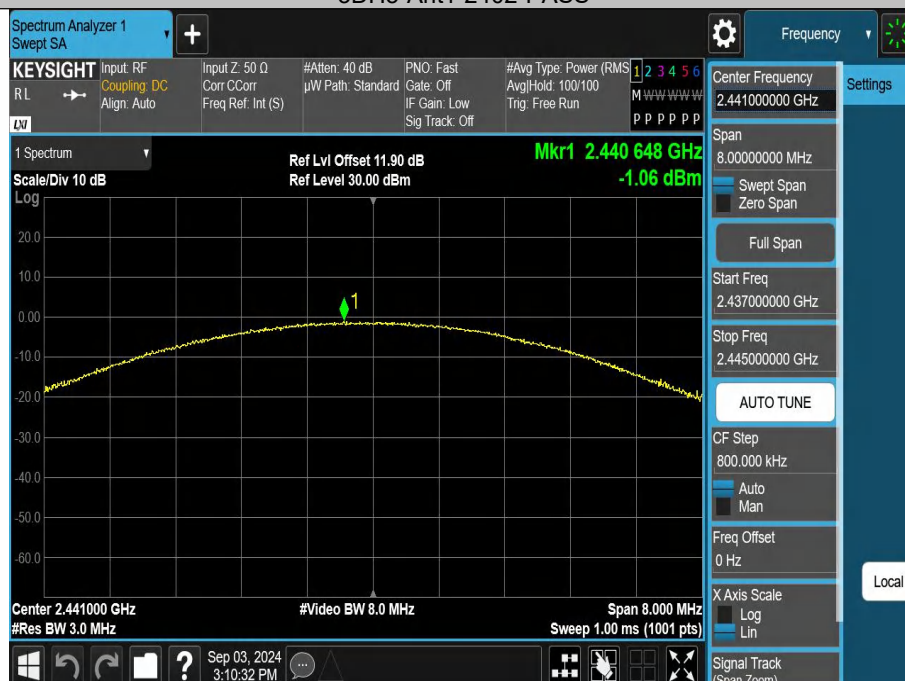 Spectrum Analyzer 1
Swept SA
Frequency
KEYSIGHT
RL
LXI
Input: RF
Coupling: DC
Align: Auto
Input Z: 50 Ω
Corr CCorr
Freq Ref: Int (S)
#Atten: 40 dB
µW Path: Standard
PNO: Fast
Gate: Off
IF Gain: Low
Sig Track: Off
#Avg Type: Power (RMS
Avg|Hold: 100/100
Trig: Free Run
1 2 3 4 5 6
M W W W W W
P P P P P P
1 Spectrum
Scale/Div 10 dB
Ref Lvl Offset 11.90 dB
Ref Level 30.00 dBm
Mkr1 2.440 648 GHz
-1.06 dBm
Log
20.0
10.0
0.00
-10.0
-20.0
-30.0
-40.0
-50.0
-60.0
1
Center 2.441000 GHz
#Res BW 3.0 MHz
#Video BW 8.0 MHz
Span 8.000 MHz
Sweep 1.00 ms (1001 pts)
Sep 03, 2024
3:10:32 PM
Center Frequency
2.441000000 GHz
Settings
Span
8.00000000 MHz
Swept Span
Zero Span
Full Span
Start Freq
2.437000000 GHz
Stop Freq
2.445000000 GHz
AUTO TUNE
CF Step
800.000 kHz
Auto
Man
Freq Offset
0 Hz
Local
X Axis Scale
Log
Lin
Signal Track
(Span Zoom)